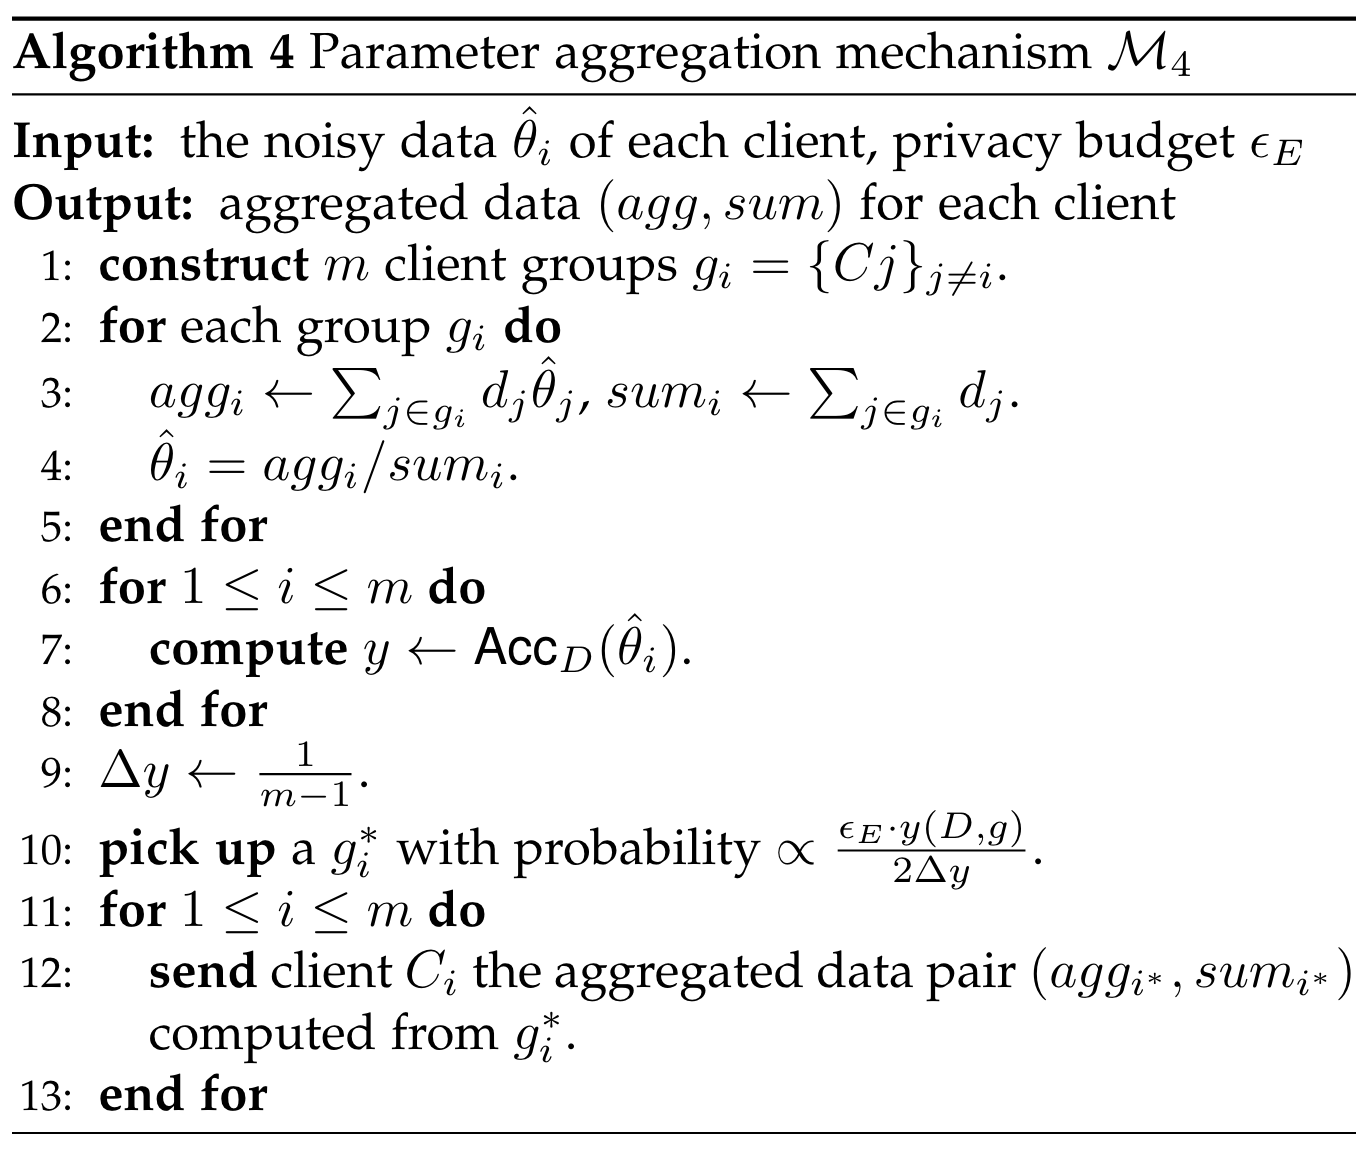 Algorithm 4 Parameter aggregation mechanism $\mathcal{M}_4$
Input: the noisy data $\hat{\theta}_i$ of each client, privacy budget $\epsilon_E$
Output: aggregated data $(agg, sum)$ for each client
1: construct $m$ client groups $g_i = \{Cj\}_{j \neq i}$.
2: for each group $g_i$ do
3: $agg_i \leftarrow \sum_{j \in g_i} d_j \hat{\theta}_j$, $sum_i \leftarrow \sum_{j \in g_i} d_j$.
4: $\hat{\theta}_i = agg_i / sum_i$.
5: end for
6: for $1 \leq i \leq m$ do
7: compute $y \leftarrow \mathsf{Acc}_D(\hat{\theta}_i)$.
8: end for
9: $\Delta y \leftarrow \frac{1}{m-1}$.
10: pick up a $g_i^*$ with probability $\propto \frac{\epsilon_E \cdot y(D,g)}{2\Delta y}$.
11: for $1 \leq i \leq m$ do
12: send client $C_i$ the aggregated data pair $(agg_{i^*}, sum_{i^*})$
computed from $g_i^*$.
13: end for